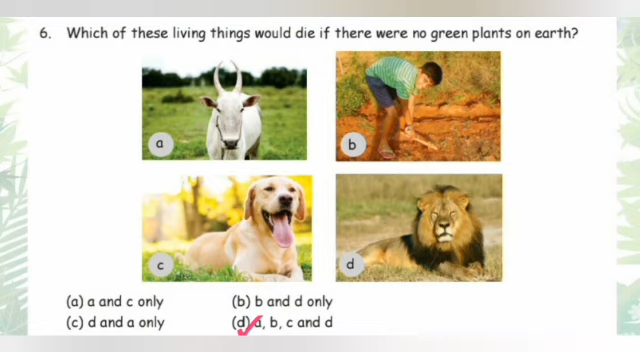 6. Which of these living things would die if there were no green plants on earth?
a
b
c
d
(a) a and c only
(b) b and d only
(c) d and a only
(d) a, b, c and d